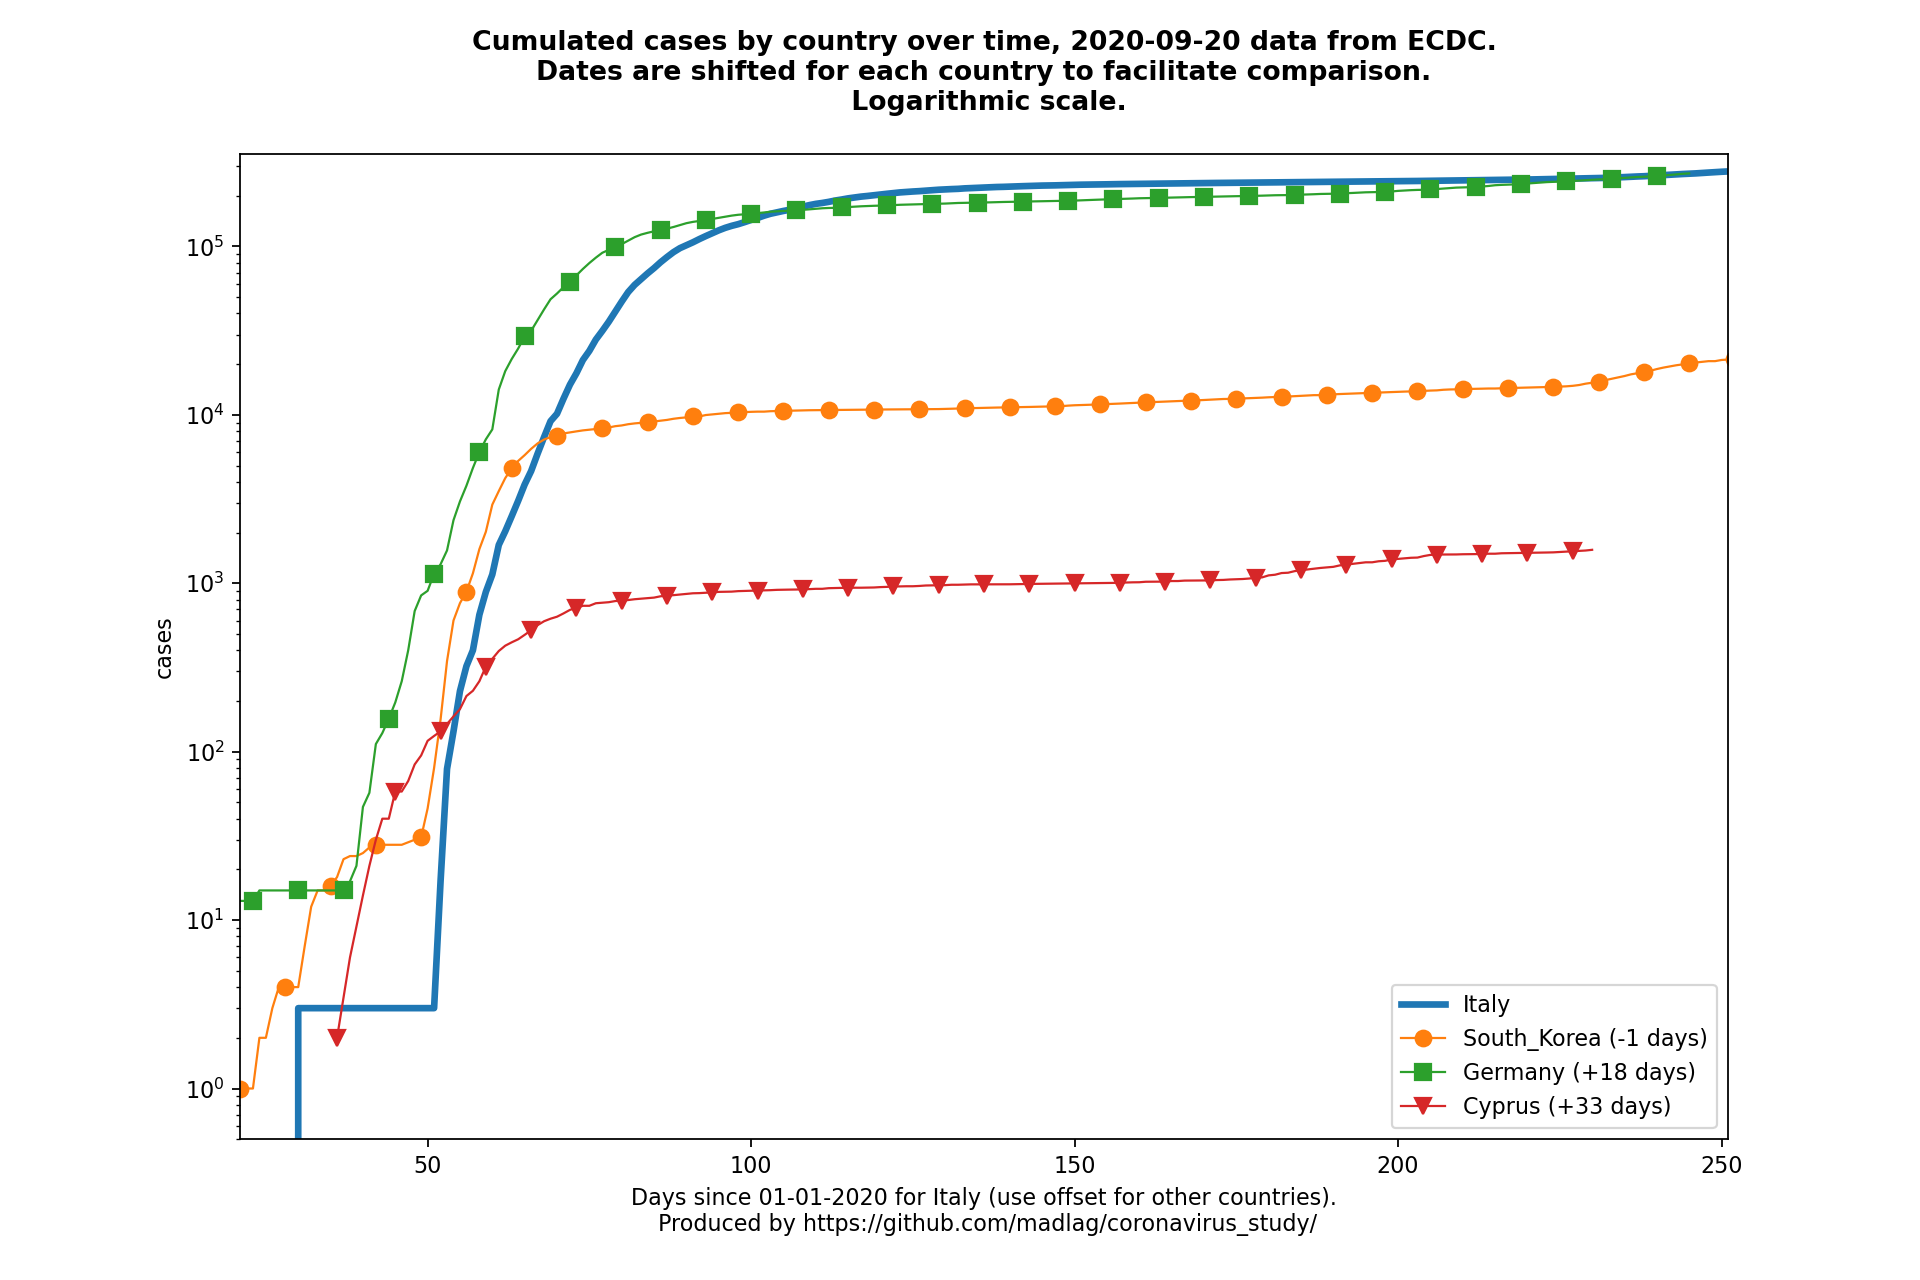 Cumulated cases by country over time, 2020-09-20 data from ECDC.
Dates are shifted for each country to facilitate comparison.
Logarithmic scale.
10^5
10^4
10^3
10^2
10^1
10^0
cases
Italy
South_Korea (-1 days)
Germany (+18 days)
Cyprus (+33 days)
50 100 150 200 250
Days since 01-01-2020 for Italy (use offset for other countries).
Produced by https://github.com/madlag/coronavirus_study/